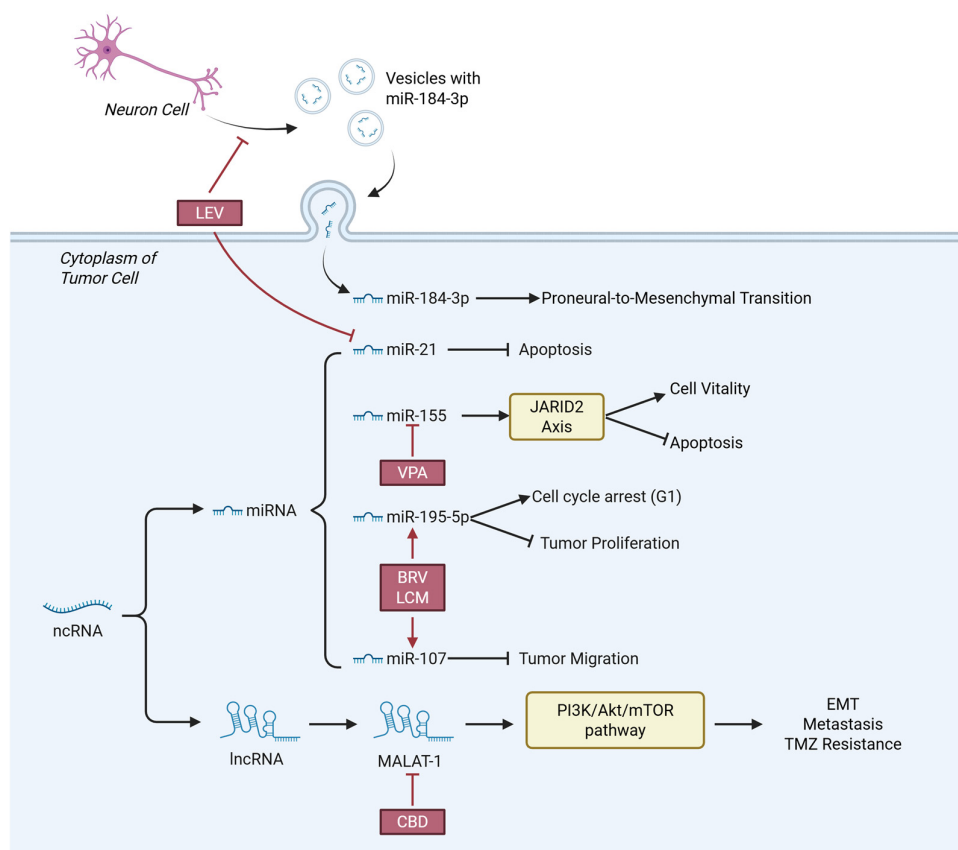 Vesicles with
miR-184-3p
Neuron Cell
LEV
Cytoplasm of
Tumor Cell
miR-184-3p
Proneural-to-Mesenchymal Transition
miR-21
Apoptosis
miR-155
JARID2
Axis
Cell Vitality
Apoptosis
VPA
miRNA
miR-195-5p
Cell cycle arrest (G1)
Tumor Proliferation
BRV
LCM
ncRNA
miR-107
Tumor Migration
lncRNA
MALAT-1
PI3K/Akt/mTOR
pathway
EMT
Metastasis
TMZ Resistance
CBD